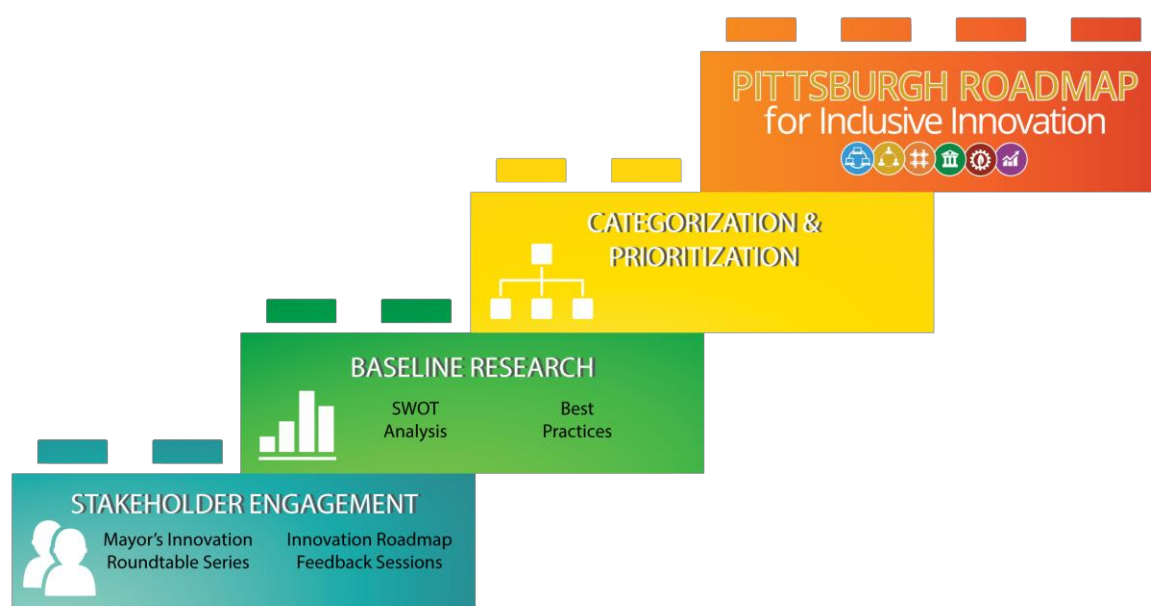 PITTSBURGH ROADMAP
for Inclusive Innovation
CATEGORIZATION &
PRIORITIZATION
BASELINE RESEARCH
SWOT
Analysis
Best
Practices
STAKEHOLDER ENGAGEMENT
Mayor’s Innovation
Roundtable Series
Innovation Roadmap
Feedback Sessions